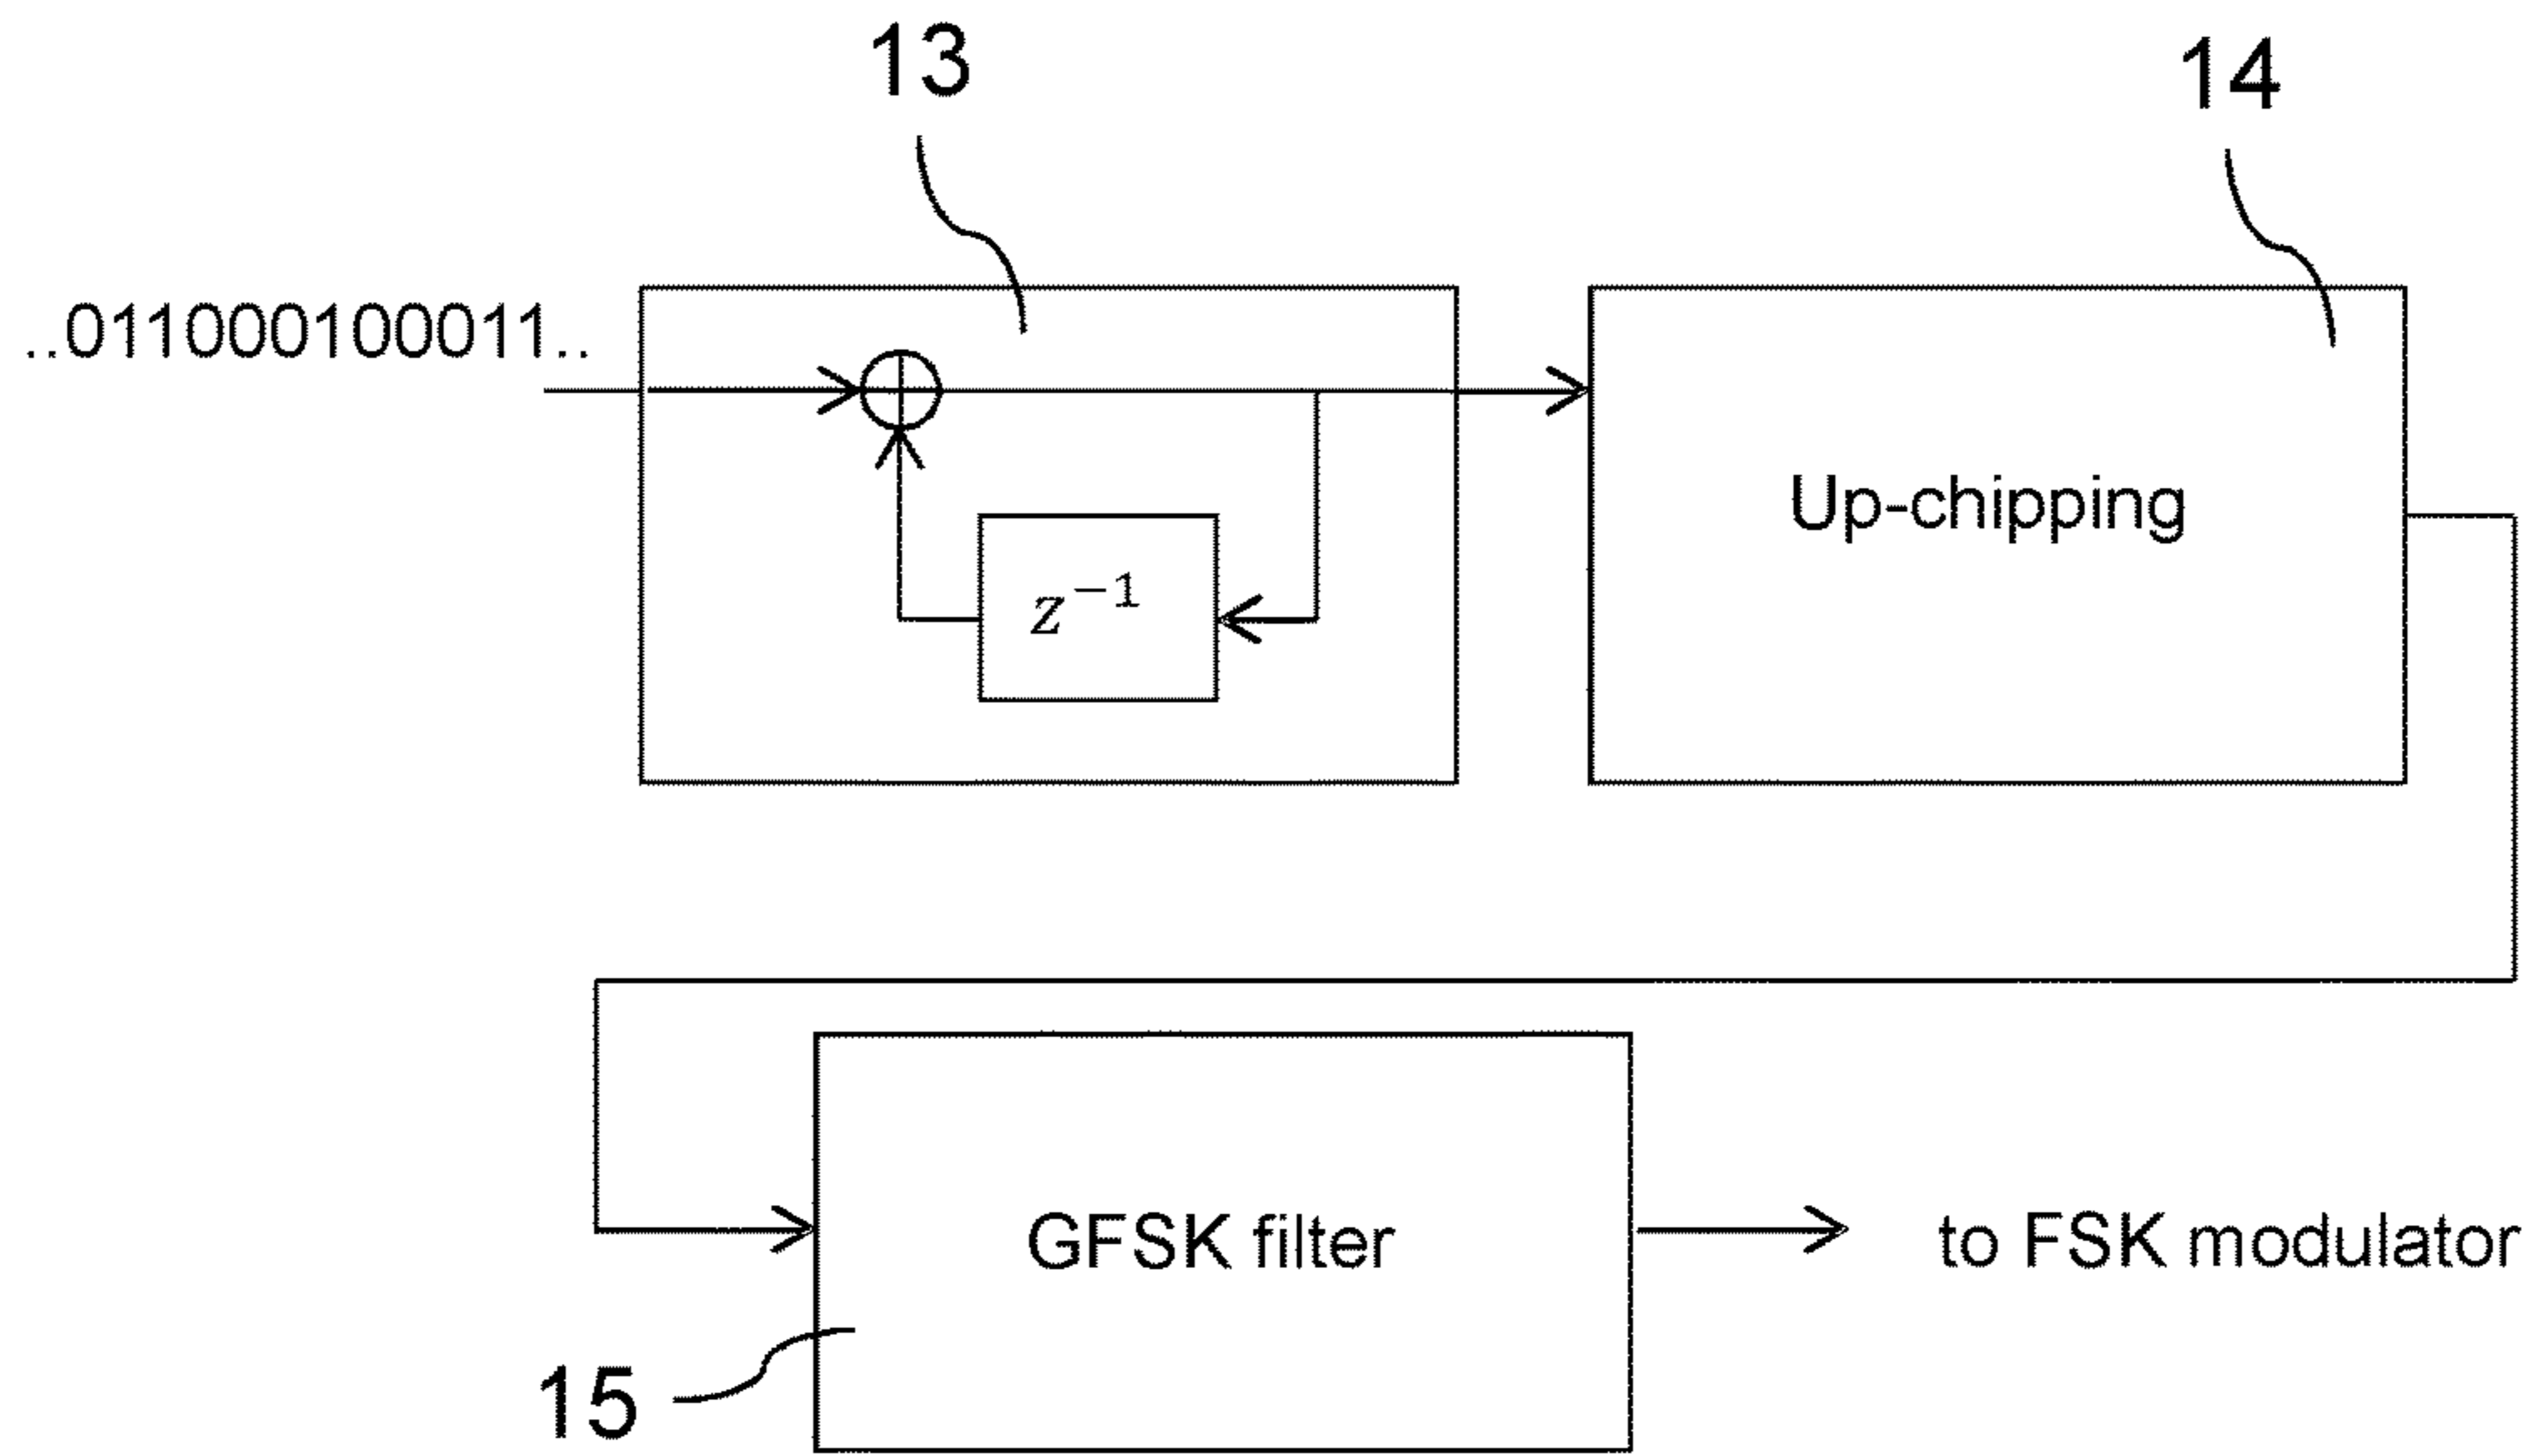 13
14
..011000100011..
Up-chipping
z⁻¹
GFSK filter
to FSK modulator
15